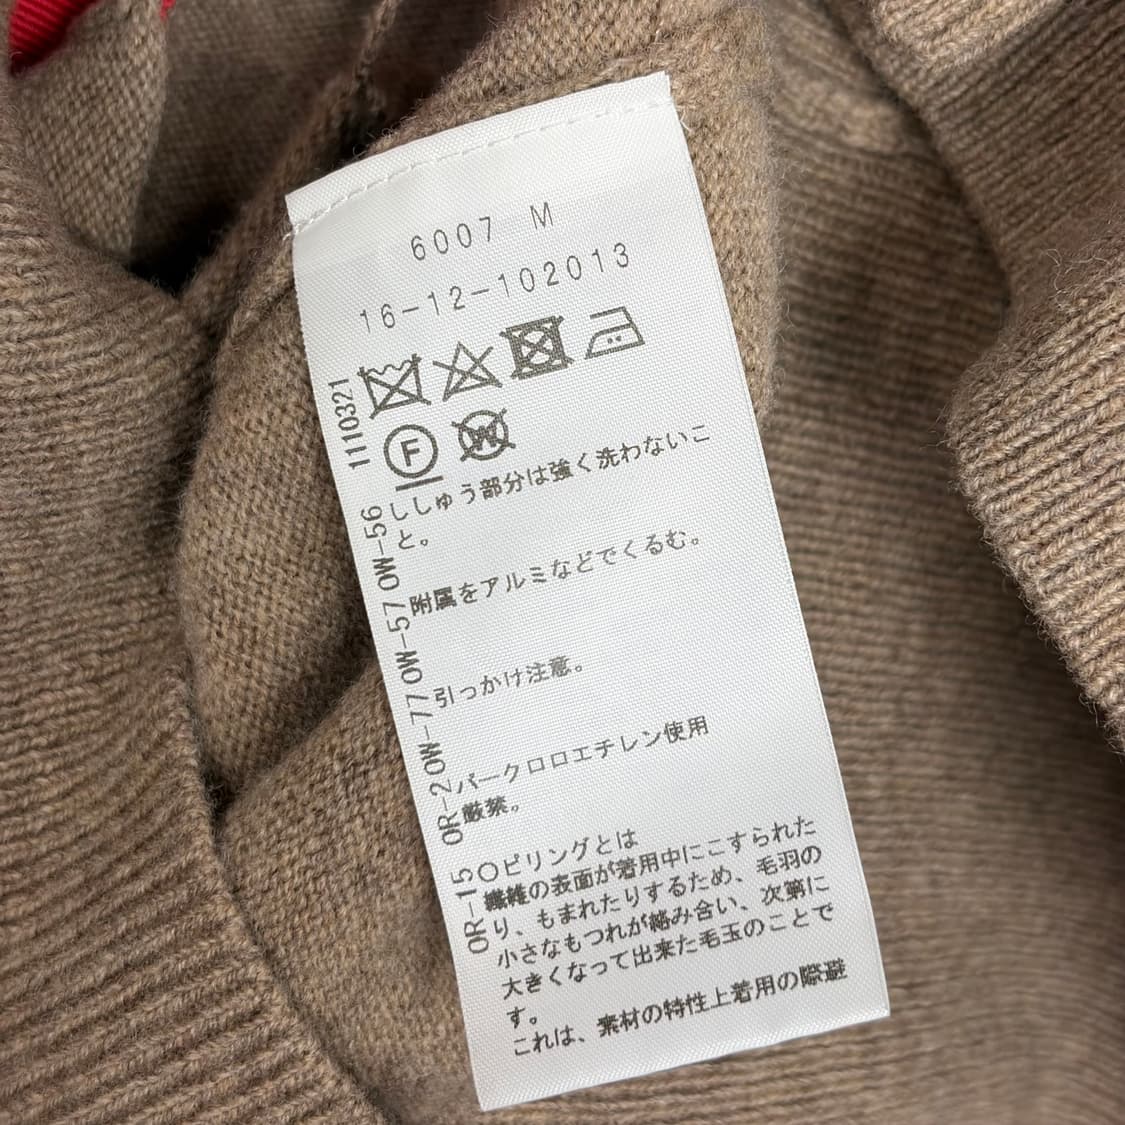 6007 M
16-12-102013
110321
F
W
OW-56
ししゅう部分は強く洗わないこ
と。
OW-57
附属をアルミなどでくるむ。
OW-77
引っかけ注意。
OR-20
パークロロエチレン使用
厳禁。
OR-15
○ピリングとは
繊維の表面が着用中にこすられた
り、もまれたりするため、毛羽の
小さなもつれが絡み合い、次第に
大きくなって出来た毛玉のことで
す。
これは、素材の特性上着用の際避